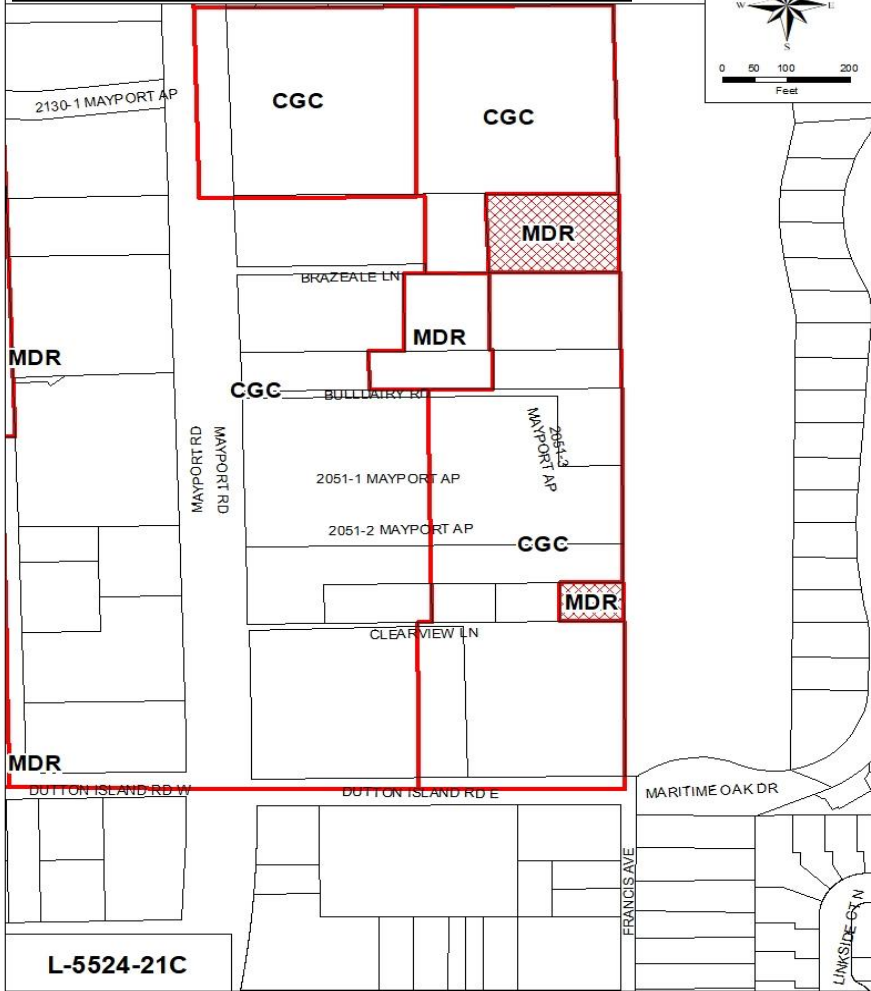 W E
S
0 50 100 200
Feet
2130-1 MAYPORT AP
CGC
CGC
MDR
BRAZEALE LN
MDR
MDR
CGC
BULLDAIRY RD
MAYPORT RD
MAYPORT RD
2051-3
MAYPORT AP
2051-1 MAYPORT AP
2051-2 MAYPORT AP
CGC
MDR
CLEARVIEW LN
MDR
DUTTON ISLAND RD W
DUTTON ISLAND RD E
MARITIME OAK DR
FRANCIS AVE
LINKSIDE CT N
L-5524-21C